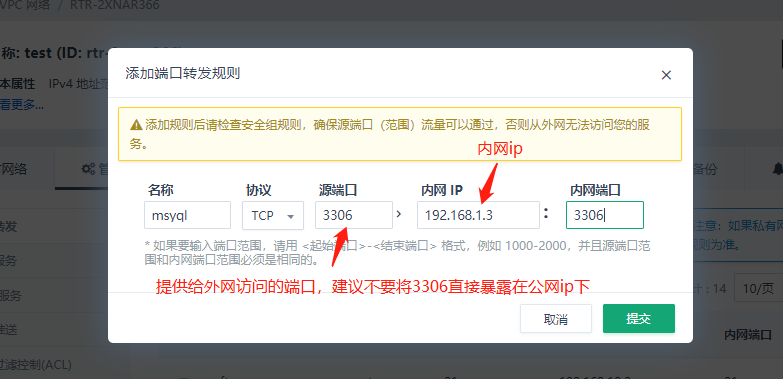 VPC 网络 / RTR-2XNAR366
称: test (ID: rtr-
本属性 IPv4 地址范
看更多...
添加端口转发规则 ×
添加规则后请检查安全组规则，确保源端口（范围）流量可以通过，否则从外网无法访问您的服
务。
内网ip
网络 管 备份
名称 协议 源端口 内网 IP 内网端口
msyql TCP 3306 › 192.168.1.3 : 3306
* 如果要输入端口范围，请用 <起始端口>-<结束端口> 格式，例如 1000-2000，并且源端口范
围和内网端口范围必须是相同的。
提供给外网访问的端口，建议不要将3306直接暴露在公网ip下
取消 提交
转发
服务
服务
隧道
过滤控制(ACL)
注意：如果私有网
则为准。
计：14 10/页
内网端口